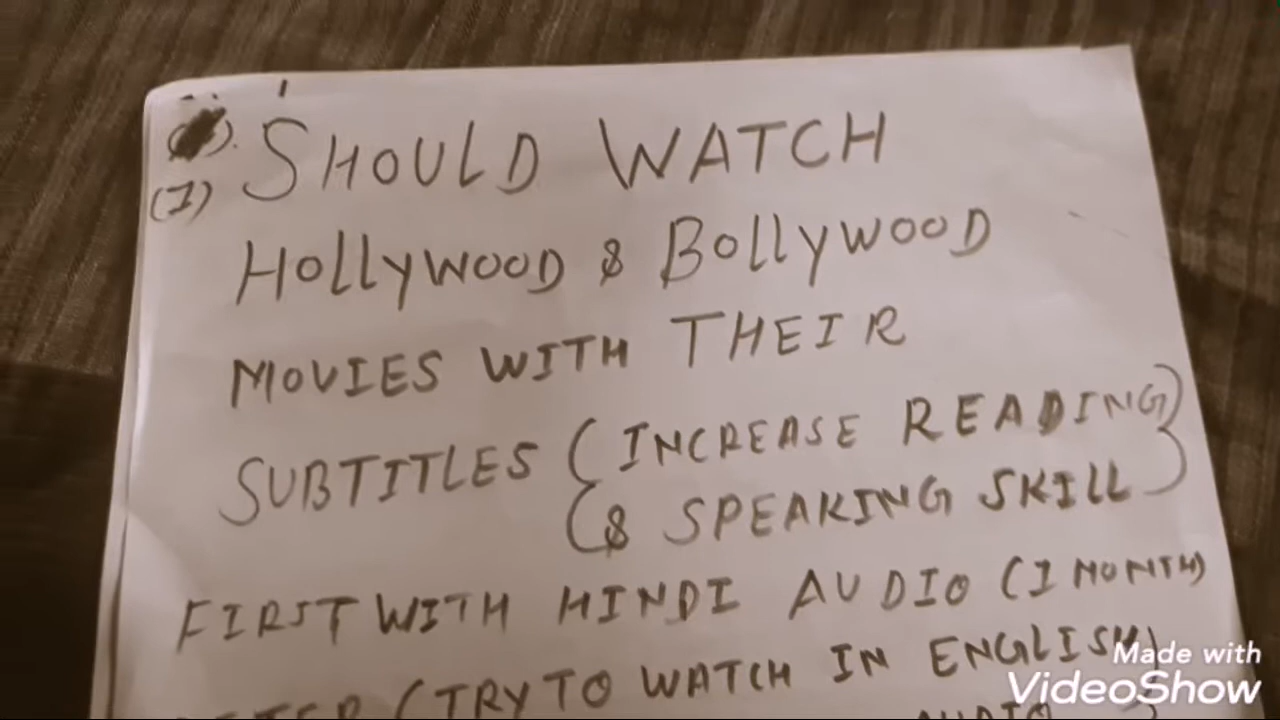 (1) SHOULD WATCH
HOLLYWOOD & BOLLYWOOD
MOVIES WITH THEIR
SUBTITLES (INCREASE READING)
(& SPEAKING SKILL)
FIRST WITH HINDI AUDIO (1 MONTH)
(TRY TO WATCH IN ENGLISH)
AUDIO
Made with
VideoShow